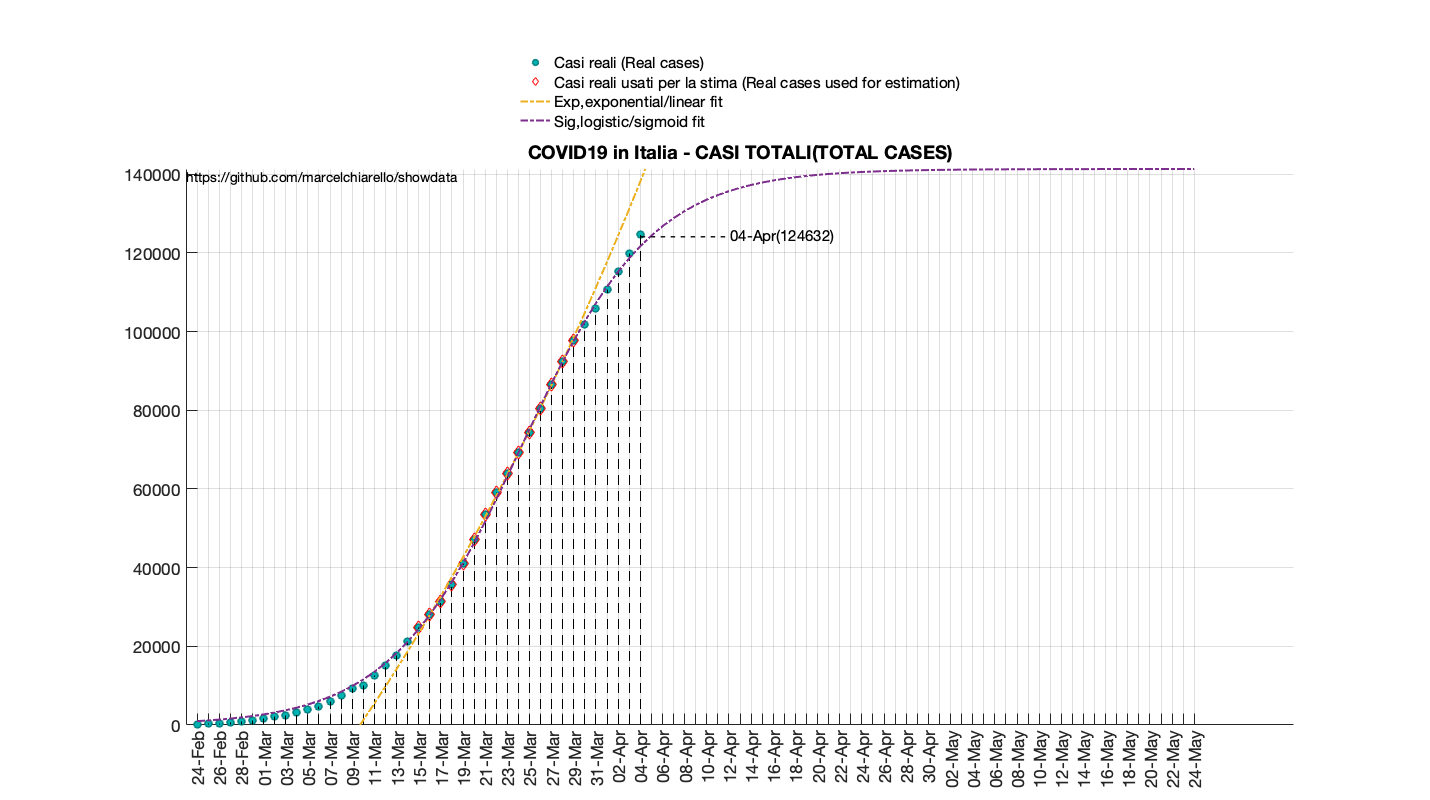 Casi reali (Real cases)
Casi reali usati per la stima (Real cases used for estimation)
Exp,exponential/linear fit
Sig,logistic/sigmoid fit
COVID19 in Italia - CASI TOTALI(TOTAL CASES)
https://github.com/marcelchiarello/showdata
140000
120000
100000
80000
60000
40000
20000
0
04-Apr(124632)
24-Feb
26-Feb
28-Feb
01-Mar
03-Mar
05-Mar
07-Mar
09-Mar
11-Mar
13-Mar
15-Mar
17-Mar
19-Mar
21-Mar
23-Mar
25-Mar
27-Mar
29-Mar
31-Mar
02-Apr
04-Apr
06-Apr
08-Apr
10-Apr
12-Apr
14-Apr
16-Apr
18-Apr
20-Apr
22-Apr
24-Apr
26-Apr
28-Apr
30-Apr
02-May
04-May
06-May
08-May
10-May
12-May
14-May
16-May
18-May
20-May
22-May
24-May